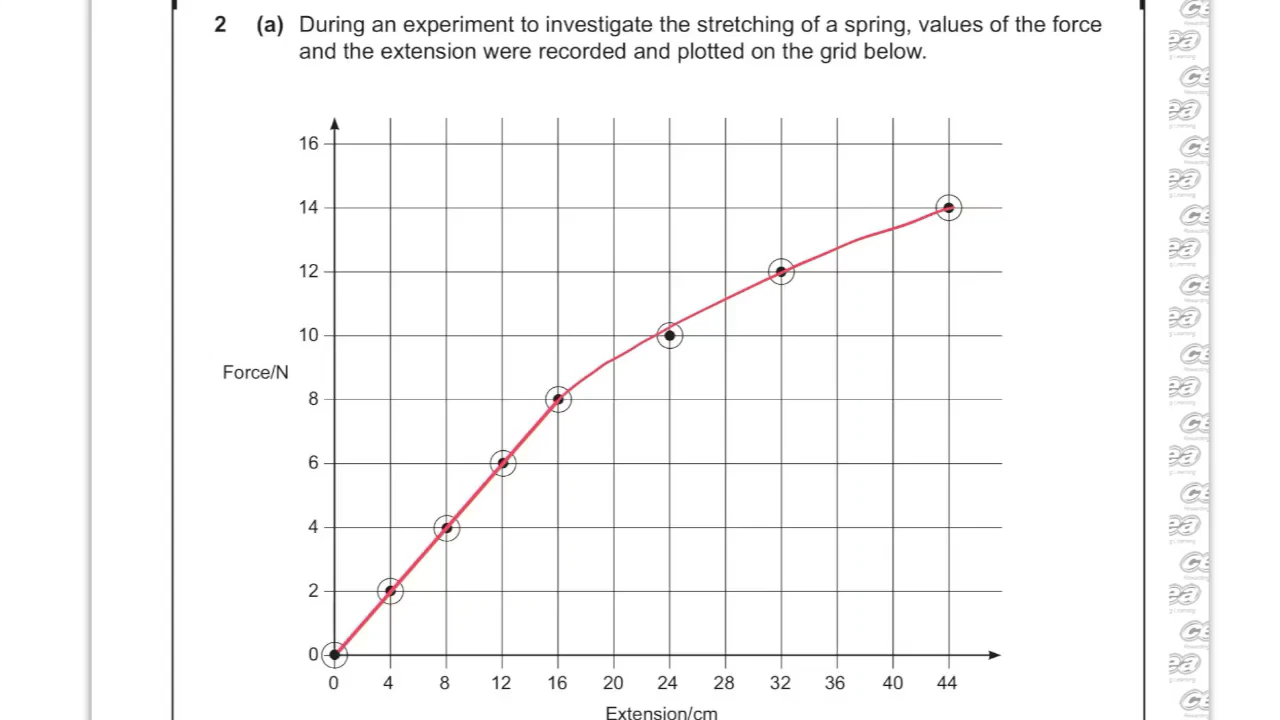 2 (a) During an experiment to investigate the stretching of a spring, values of the force
and the extension were recorded and plotted on the grid below.
16
14
12
10
Force/N
8
6
4
2
0
0 4 8 12 16 20 24 28 32 36 40 44
Extension/cm